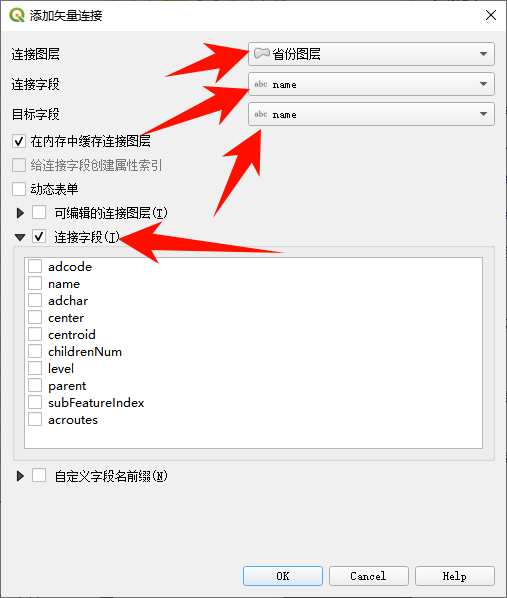 添加矢量连接
连接图层 省份图层
连接字段 abc name
目标字段 abc name
在内存中缓存连接图层
给连接字段创建属性索引
动态表单
可编辑的连接图层(T)
连接字段(I)
adcode
name
adchar
center
centroid
childrenNum
level
parent
subFeatureIndex
acroutes
自定义字段名前缀(N)
OK Cancel Help